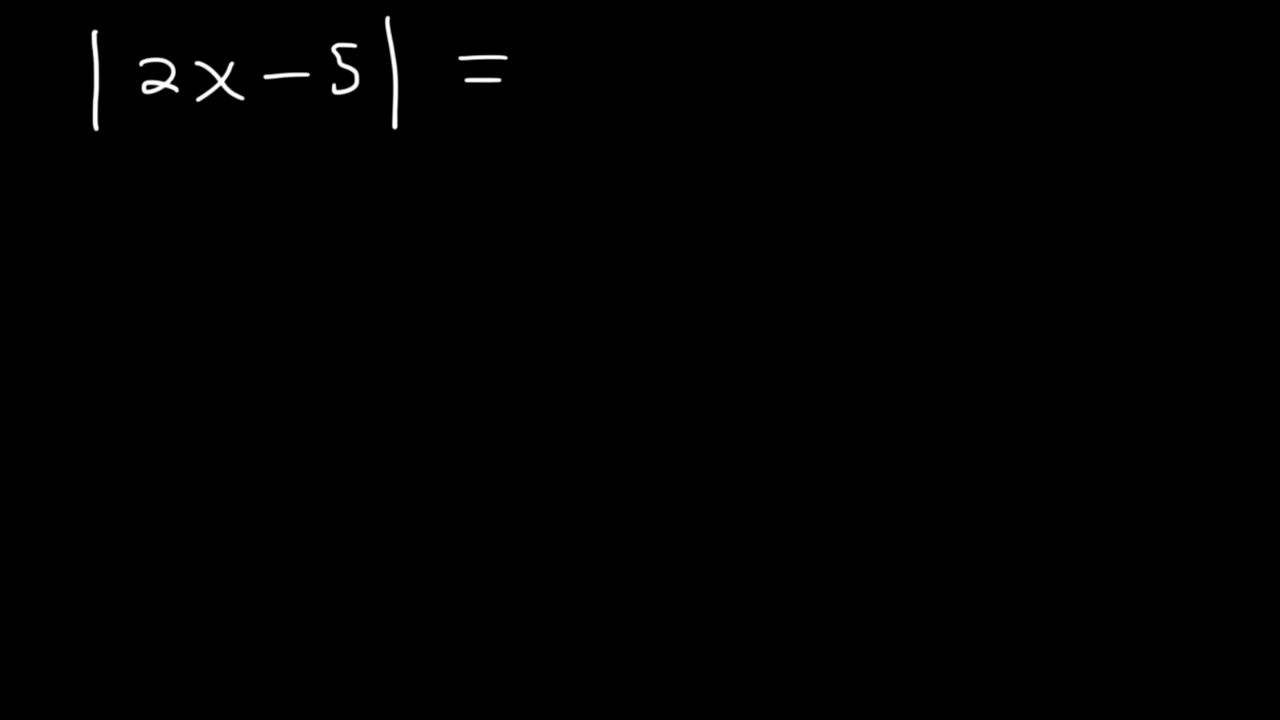 |2x-5| =